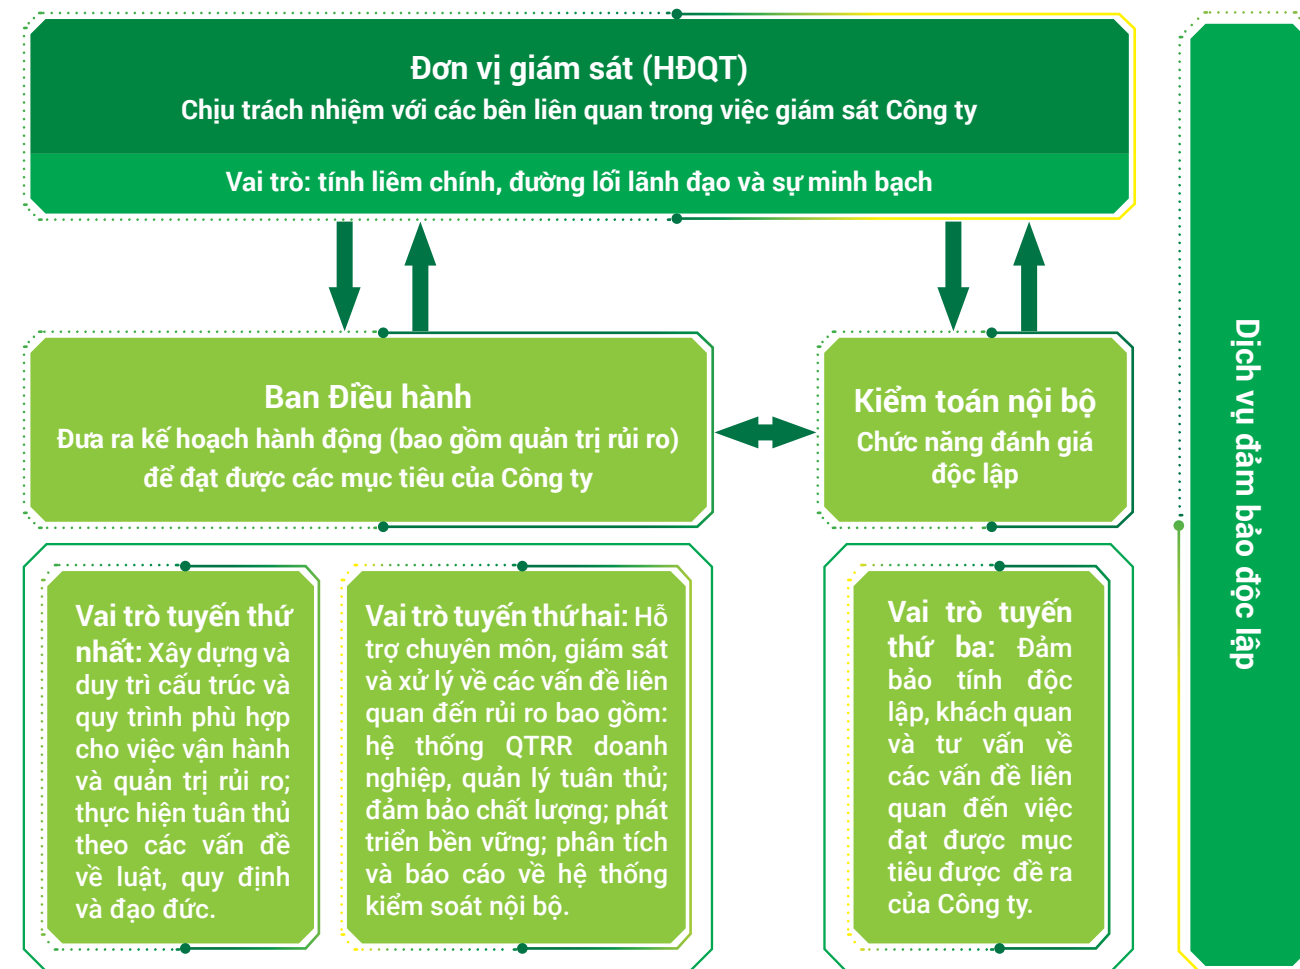 Đơn vị giám sát (HĐQT)
Chịu trách nhiệm với các bên liên quan trong việc giám sát Công ty
Vai trò: tính liêm chính, đường lối lãnh đạo và sự minh bạch
Ban Điều hành
Đưa ra kế hoạch hành động (bao gồm quản trị rủi ro)
để đạt được các mục tiêu của Công ty
Kiểm toán nội bộ
Chức năng đánh giá
độc lập
Vai trò tuyến thứ
nhất: Xây dựng và
duy trì cấu trúc và
quy trình phù hợp
cho việc vận hành
và quản trị rủi ro;
thực hiện tuân thủ
theo các vấn đề
về luật, quy định
và đạo đức.
Vai trò tuyến thứ hai: Hỗ
trợ chuyên môn, giám sát
và xử lý về các vấn đề liên
quan đến rủi ro bao gồm:
hệ thống QTRR doanh
nghiệp, quản lý tuân thủ;
đảm bảo chất lượng; phát
triển bền vững; phân tích
và báo cáo về hệ thống
kiểm soát nội bộ.
Vai trò tuyến
thứ ba: Đảm
bảo tính độc
lập, khách quan
và tư vấn về
các vấn đề liên
quan đến việc
đạt được mục
tiêu được đề ra
của Công ty.
Dịch vụ đảm bảo độc lập